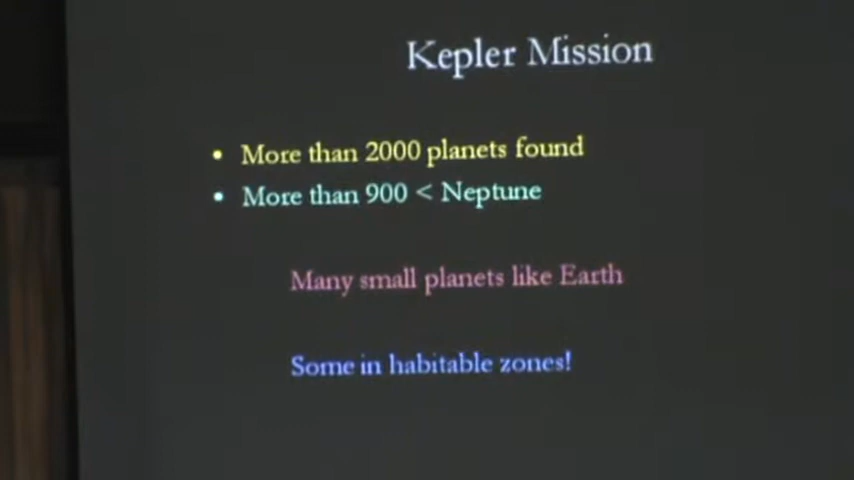 Kepler Mission
• More than 2000 planets found
• More than 900 < Neptune
Many small planets like Earth
Some in habitable zones!